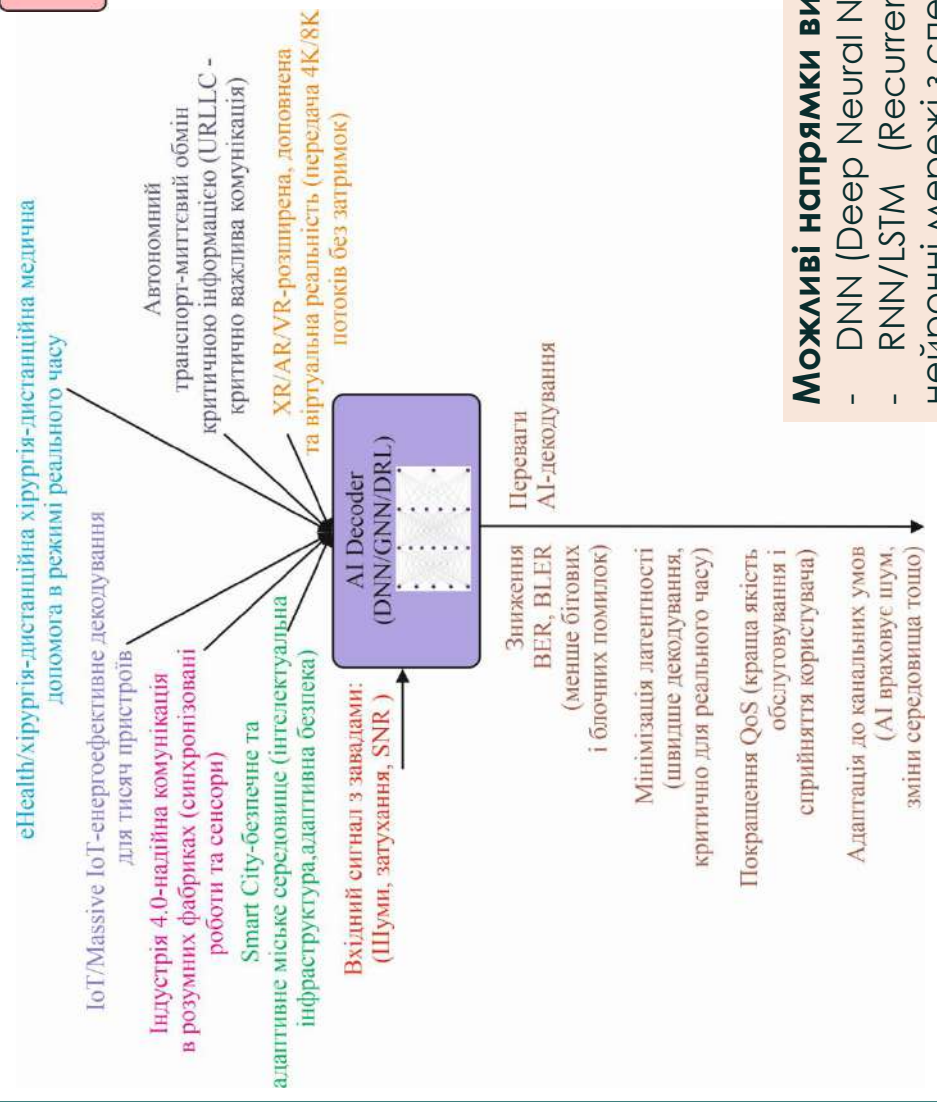 eHealth/хірургія-дистанційна хірургія-дистанційна медична
допомога в режимі реального часу
IoT/Massive IoT-енергоефективне декодування
для тисяч пристроїв
Індустрія 4.0-надійна комунікація
в розумних фабриках (синхронізовані
роботи та сенсори)
Smart City-безпечне та
адаптивне міське середовище (інтелектуальна
інфраструктура,адаптивна безпека)
Автономний
транспорт-миттєвий обмін
критичною інформацією (URLLC -
критично важлива комунікація)
XR/AR/VR-розширена, доповнена
та віртуальна реальність (передача 4K/8K
потоків без затримок)
Вхідний сигнал з завадами:
(Шуми, затухання, SNR )
AI Decoder
(DNN/GNN/DRL)
Переваги
AI-декодування
Зниження
BER, BLER
(менше бітових
і блочних помилок)
Мінімізація латентності
(швидше декодування,
критично для реального часу)
Покращення QoS (краща якість
обслуговування і
сприйняття користувача)
Адаптація до канальних умов
(AI враховує шум,
зміни середовища тощо)
Можливі напрямки ви
- DNN (Deep Neural N
- RNN/LSTM (Recurren
нейронні мережі з спе